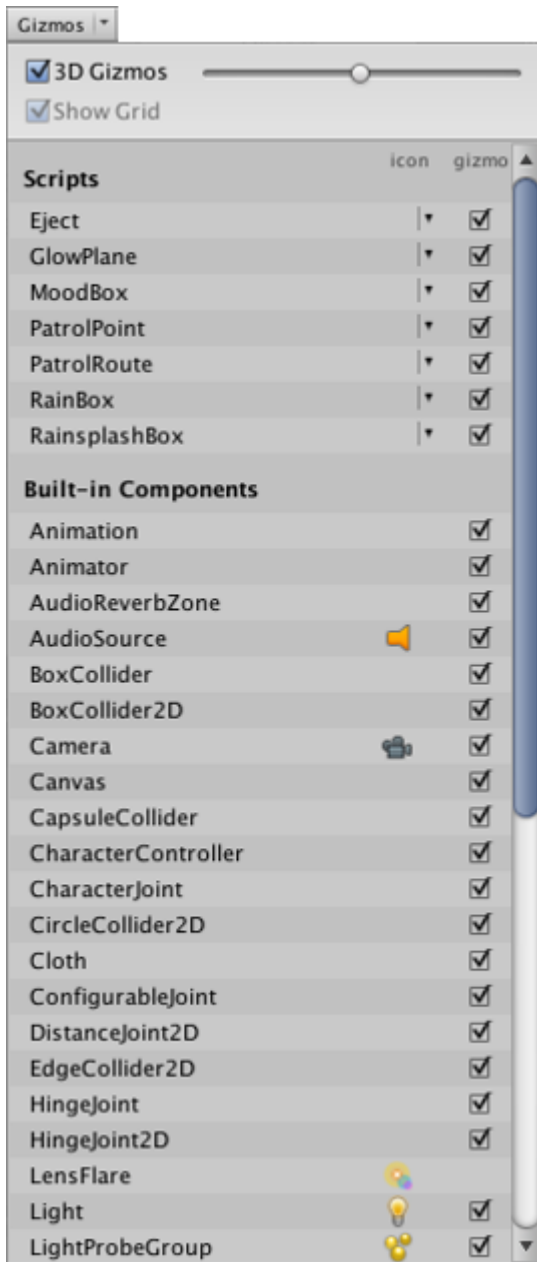 Gizmos
3D Gizmos
Show Grid
icon gizmo
Scripts
Eject
GlowPlane
MoodBox
PatrolPoint
PatrolRoute
RainBox
RainsplashBox
Built-in Components
Animation
Animator
AudioReverbZone
AudioSource
BoxCollider
BoxCollider2D
Camera
Canvas
CapsuleCollider
CharacterController
CharacterJoint
CircleCollider2D
Cloth
ConfigurableJoint
DistanceJoint2D
EdgeCollider2D
HingeJoint
HingeJoint2D
LensFlare
Light
LightProbeGroup